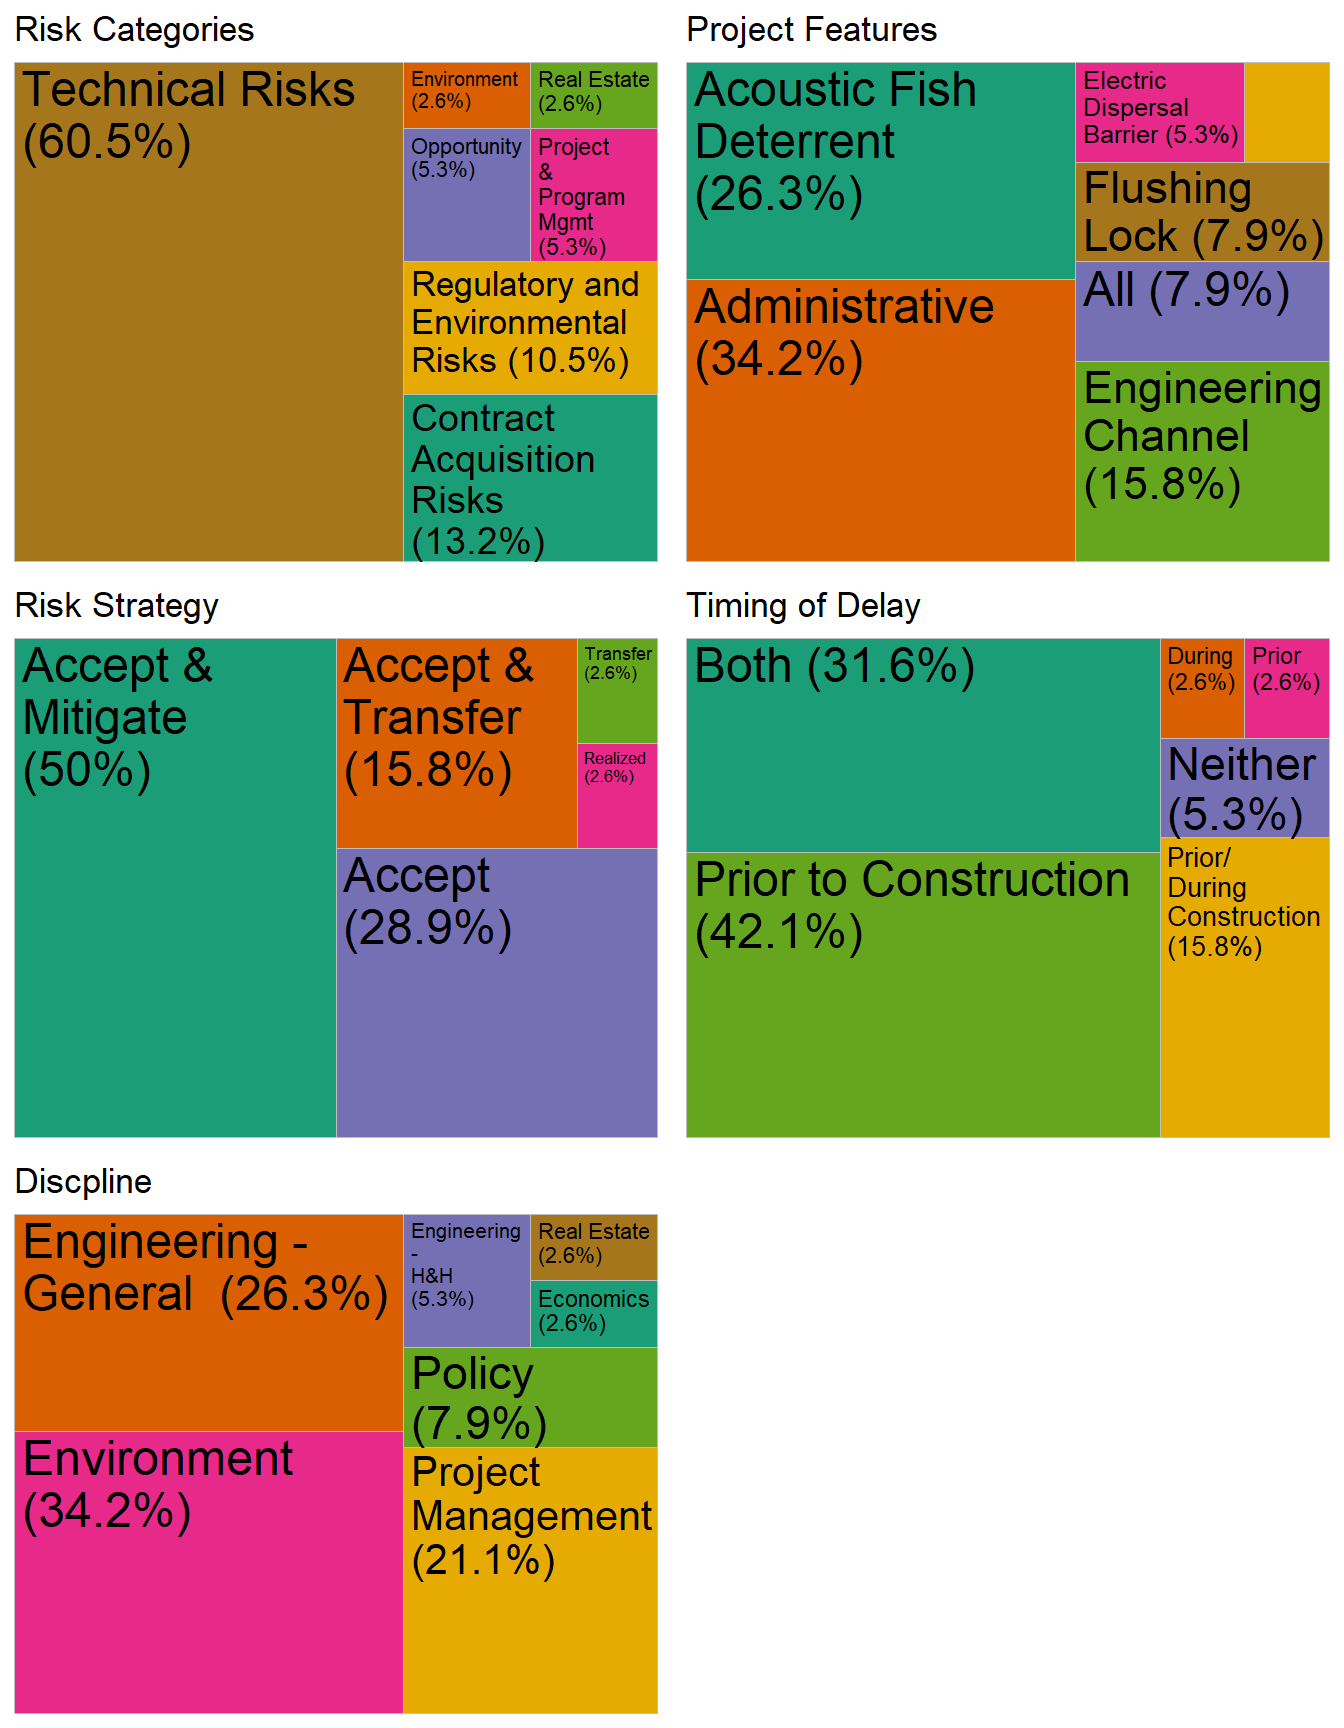 Risk Categories
Technical Risks
(60.5%)
Environment
(2.6%)
Real Estate
(2.6%)
Opportunity
(5.3%)
Project
&
Program
Mgmt
(5.3%)
Regulatory and
Environmental
Risks (10.5%)
Contract
Acquisition
Risks
(13.2%)
Project Features
Acoustic Fish
Deterrent
(26.3%)
Electric
Dispersal
Barrier (5.3%)
Flushing
Lock (7.9%)
All (7.9%)
Administrative
(34.2%)
Engineering
Channel
(15.8%)
Risk Strategy
Accept &
Mitigate
(50%)
Accept &
Transfer
(15.8%)
Transfer
(2.6%)
Realized
(2.6%)
Accept
(28.9%)
Timing of Delay
Both (31.6%)
During
(2.6%)
Prior
(2.6%)
Neither
(5.3%)
Prior to Construction
(42.1%)
Prior/
During
Construction
(15.8%)
Discpline
Engineering -
General  (26.3%)
Engineering
-
H&H
(5.3%)
Real Estate
(2.6%)
Economics
(2.6%)
Policy
(7.9%)
Environment
(34.2%)
Project
Management
(21.1%)